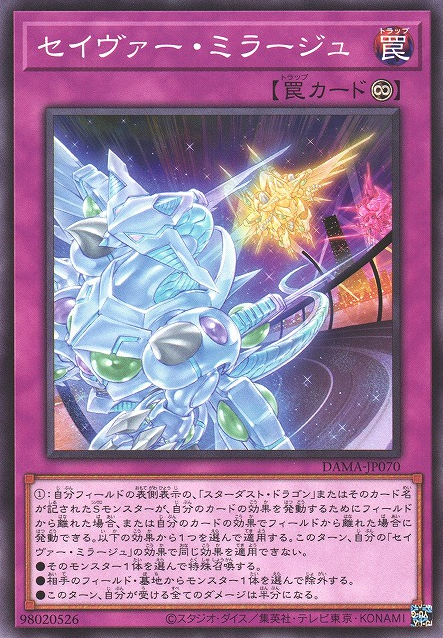 セイヴァー・ミラージュ
トラップ
罠
トラップ
【罠カード】
DAMA-JP070
①:自分フィールドの表側表示の、「スターダスト・ドラゴン」またはそのカード名
が記されたSモンスターが、自分のカードの効果を発動するためにフィールド
から離れた場合、または自分のカードの効果でフィールドから離れた場合に
発動できる。以下の効果から1つを選んで適用する。このターン、自分の「セイ
ヴァー・ミラージュ」の効果で同じ効果を適用できない。
●そのモンスター1体を選んで特殊召喚する。
●相手のフィールド・墓地からモンスター1体を選んで除外する。
●このターン、自分が受ける全てのダメージは半分になる。
98020526
©スタジオ・ダイス/集英社・テレビ東京・KONAMI